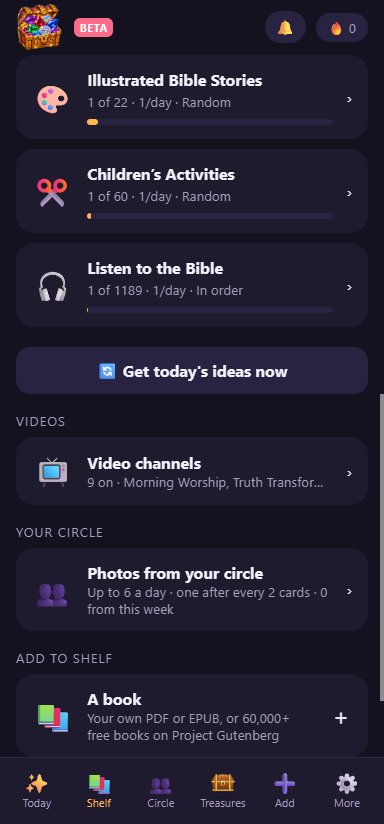 BETA
0
Illustrated Bible Stories
1 of 22 · 1/day · Random
Children's Activities
1 of 60 · 1/day · Random
Listen to the Bible
1 of 1189 · 1/day · In order
Get today's ideas now
VIDEOS
Video channels
9 on · Morning Worship, Truth Transfor...
YOUR CIRCLE
Photos from your circle
Up to 6 a day · one after every 2 cards · 0
from this week
ADD TO SHELF
A book
Your own PDF or EPUB, or 60,000+
free books on Project Gutenberg
Today
Shelf
Circle
Treasures
Add
More